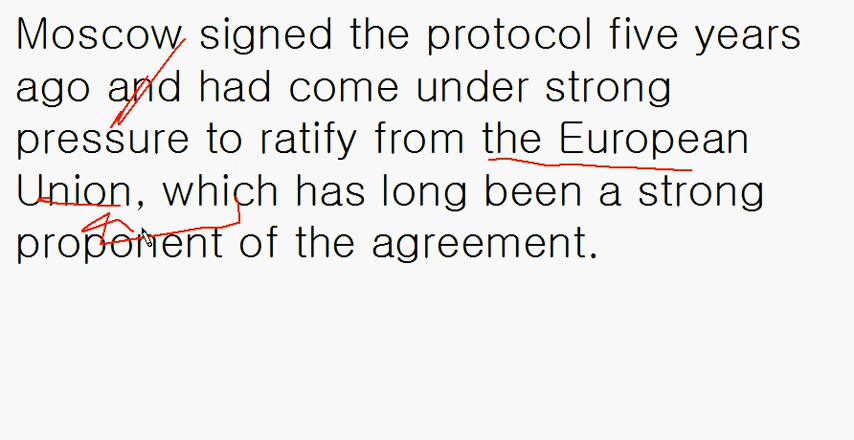 Moscow signed the protocol five years
ago and had come under strong
pressure to ratify from the European
Union, which has long been a strong
proponent of the agreement.